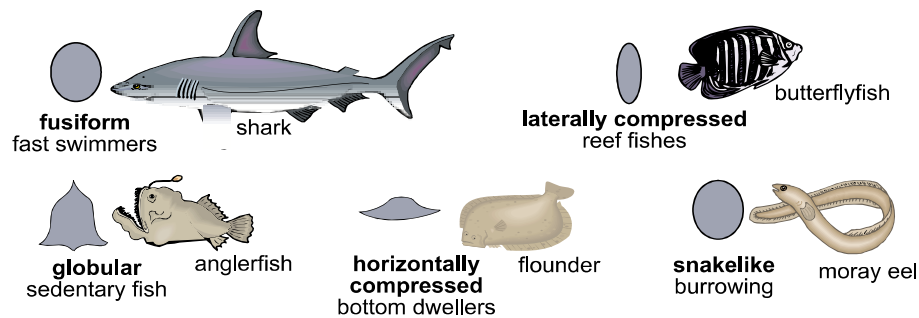 fusiform
fast swimmers
shark
laterally compressed
reef fishes
butterflyfish
globular
sedentary fish
anglerfish
horizontally
compressed
bottom dwellers
flounder
snakelike
burrowing
moray eel